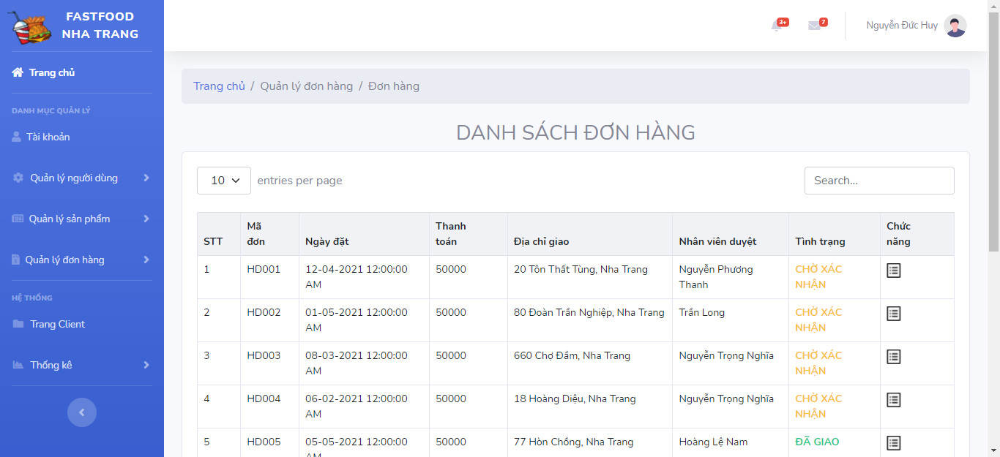 FASTFOOD
NHA TRANG
3+
7
Nguyễn Đức Huy
Trang chủ
DANH MỤC QUẢN LÝ
Tài khoản
Quản lý người dùng
Quản lý sản phẩm
Quản lý đơn hàng
HỆ THỐNG
Trang Client
Thống kê
Trang chủ / Quản lý đơn hàng / Đơn hàng
DANH SÁCH ĐƠN HÀNG
10 entries per page
Search...
STT Mã đơn Ngày đặt Thanh toán Địa chỉ giao Nhân viên duyệt Tình trạng Chức năng
1 HD001 12-04-2021 12:00:00 AM 50000 20 Tôn Thất Tùng, Nha Trang Nguyễn Phương Thanh CHỜ XÁC NHẬN
2 HD002 01-05-2021 12:00:00 AM 50000 80 Đoàn Trần Nghiệp, Nha Trang Trần Long CHỜ XÁC NHẬN
3 HD003 08-03-2021 12:00:00 AM 50000 660 Chợ Đầm, Nha Trang Nguyễn Trọng Nghĩa CHỜ XÁC NHẬN
4 HD004 06-02-2021 12:00:00 AM 50000 18 Hoàng Diệu, Nha Trang Nguyễn Trọng Nghĩa CHỜ XÁC NHẬN
5 HD005 05-05-2021 12:00:00 AM 50000 77 Hòn Chồng, Nha Trang Hoàng Lệ Nam ĐÃ GIAO